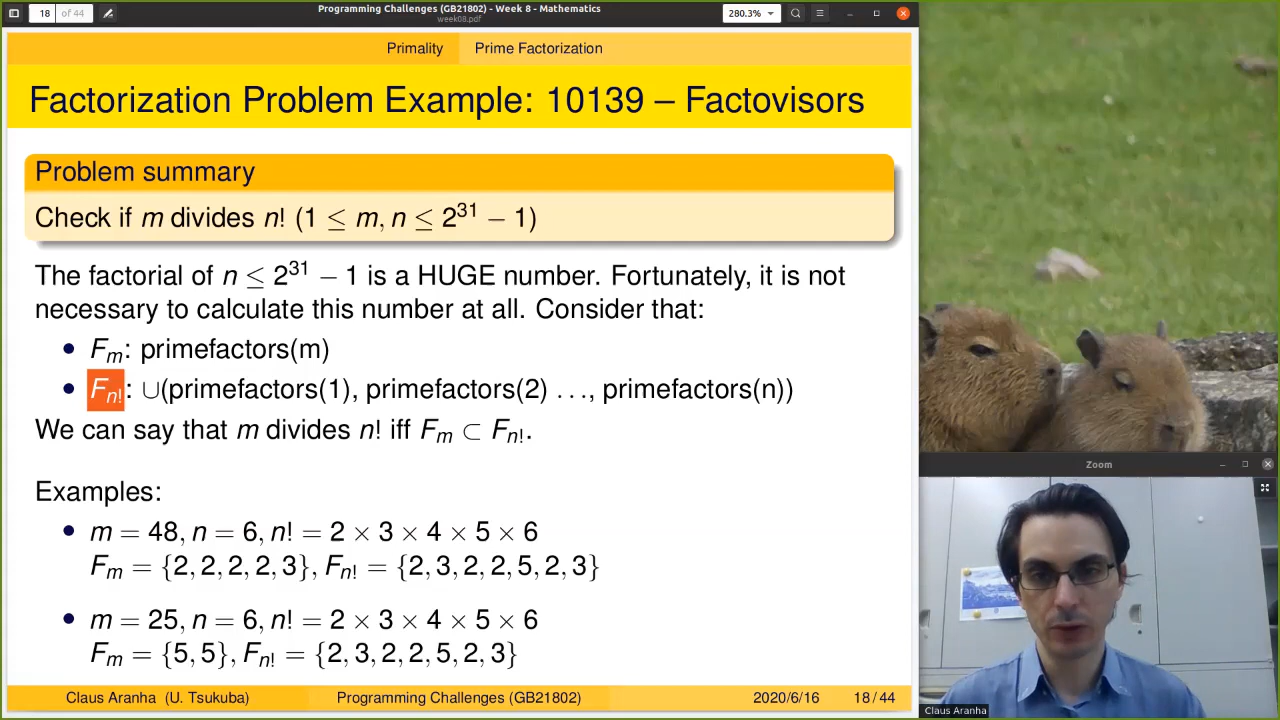 18 of 44
Programming Challenges (GB21802) - Week 8 - Mathematics
week08.pdf
280.3%
Primality Prime Factorization
Factorization Problem Example: 10139 – Factovisors
Problem summary
Check if m divides n! (1 ≤ m, n ≤ 2^31 − 1)
The factorial of n ≤ 2^31 − 1 is a HUGE number. Fortunately, it is not
necessary to calculate this number at all. Consider that:
• F_m: primefactors(m)
• F_n!: ∪(primefactors(1), primefactors(2) ..., primefactors(n))
We can say that m divides n! iff F_m ⊂ F_n!.
Examples:
• m = 48, n = 6, n! = 2 × 3 × 4 × 5 × 6
F_m = {2, 2, 2, 2, 3}, F_n! = {2, 3, 2, 2, 5, 2, 3}
• m = 25, n = 6, n! = 2 × 3 × 4 × 5 × 6
F_m = {5, 5}, F_n! = {2, 3, 2, 2, 5, 2, 3}
Claus Aranha (U. Tsukuba) Programming Challenges (GB21802) 2020/6/16 18 / 44
Zoom
Claus Aranha